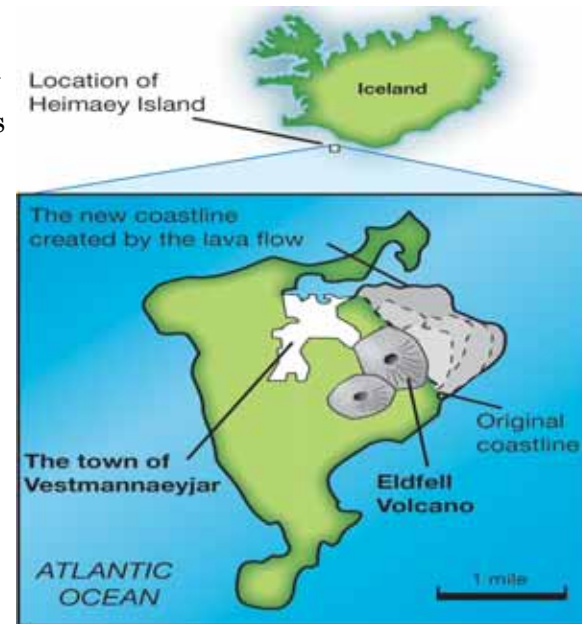 Location of
Heimaey Island
Iceland
The new coastline
created by the lava flow
Original
coastline
The town of
Vestmannaeyjar
Eldfell
Volcano
ATLANTIC
OCEAN
1 mile